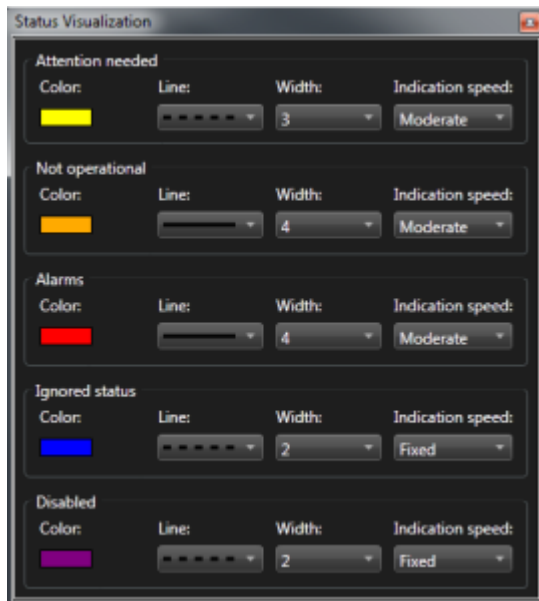 Status Visualization
Attention needed
Color: Line: Width: Indication speed:
3 Moderate
Not operational
Color: Line: Width: Indication speed:
4 Moderate
Alarms
Color: Line: Width: Indication speed:
4 Moderate
Ignored status
Color: Line: Width: Indication speed:
2 Fixed
Disabled
Color: Line: Width: Indication speed:
2 Fixed